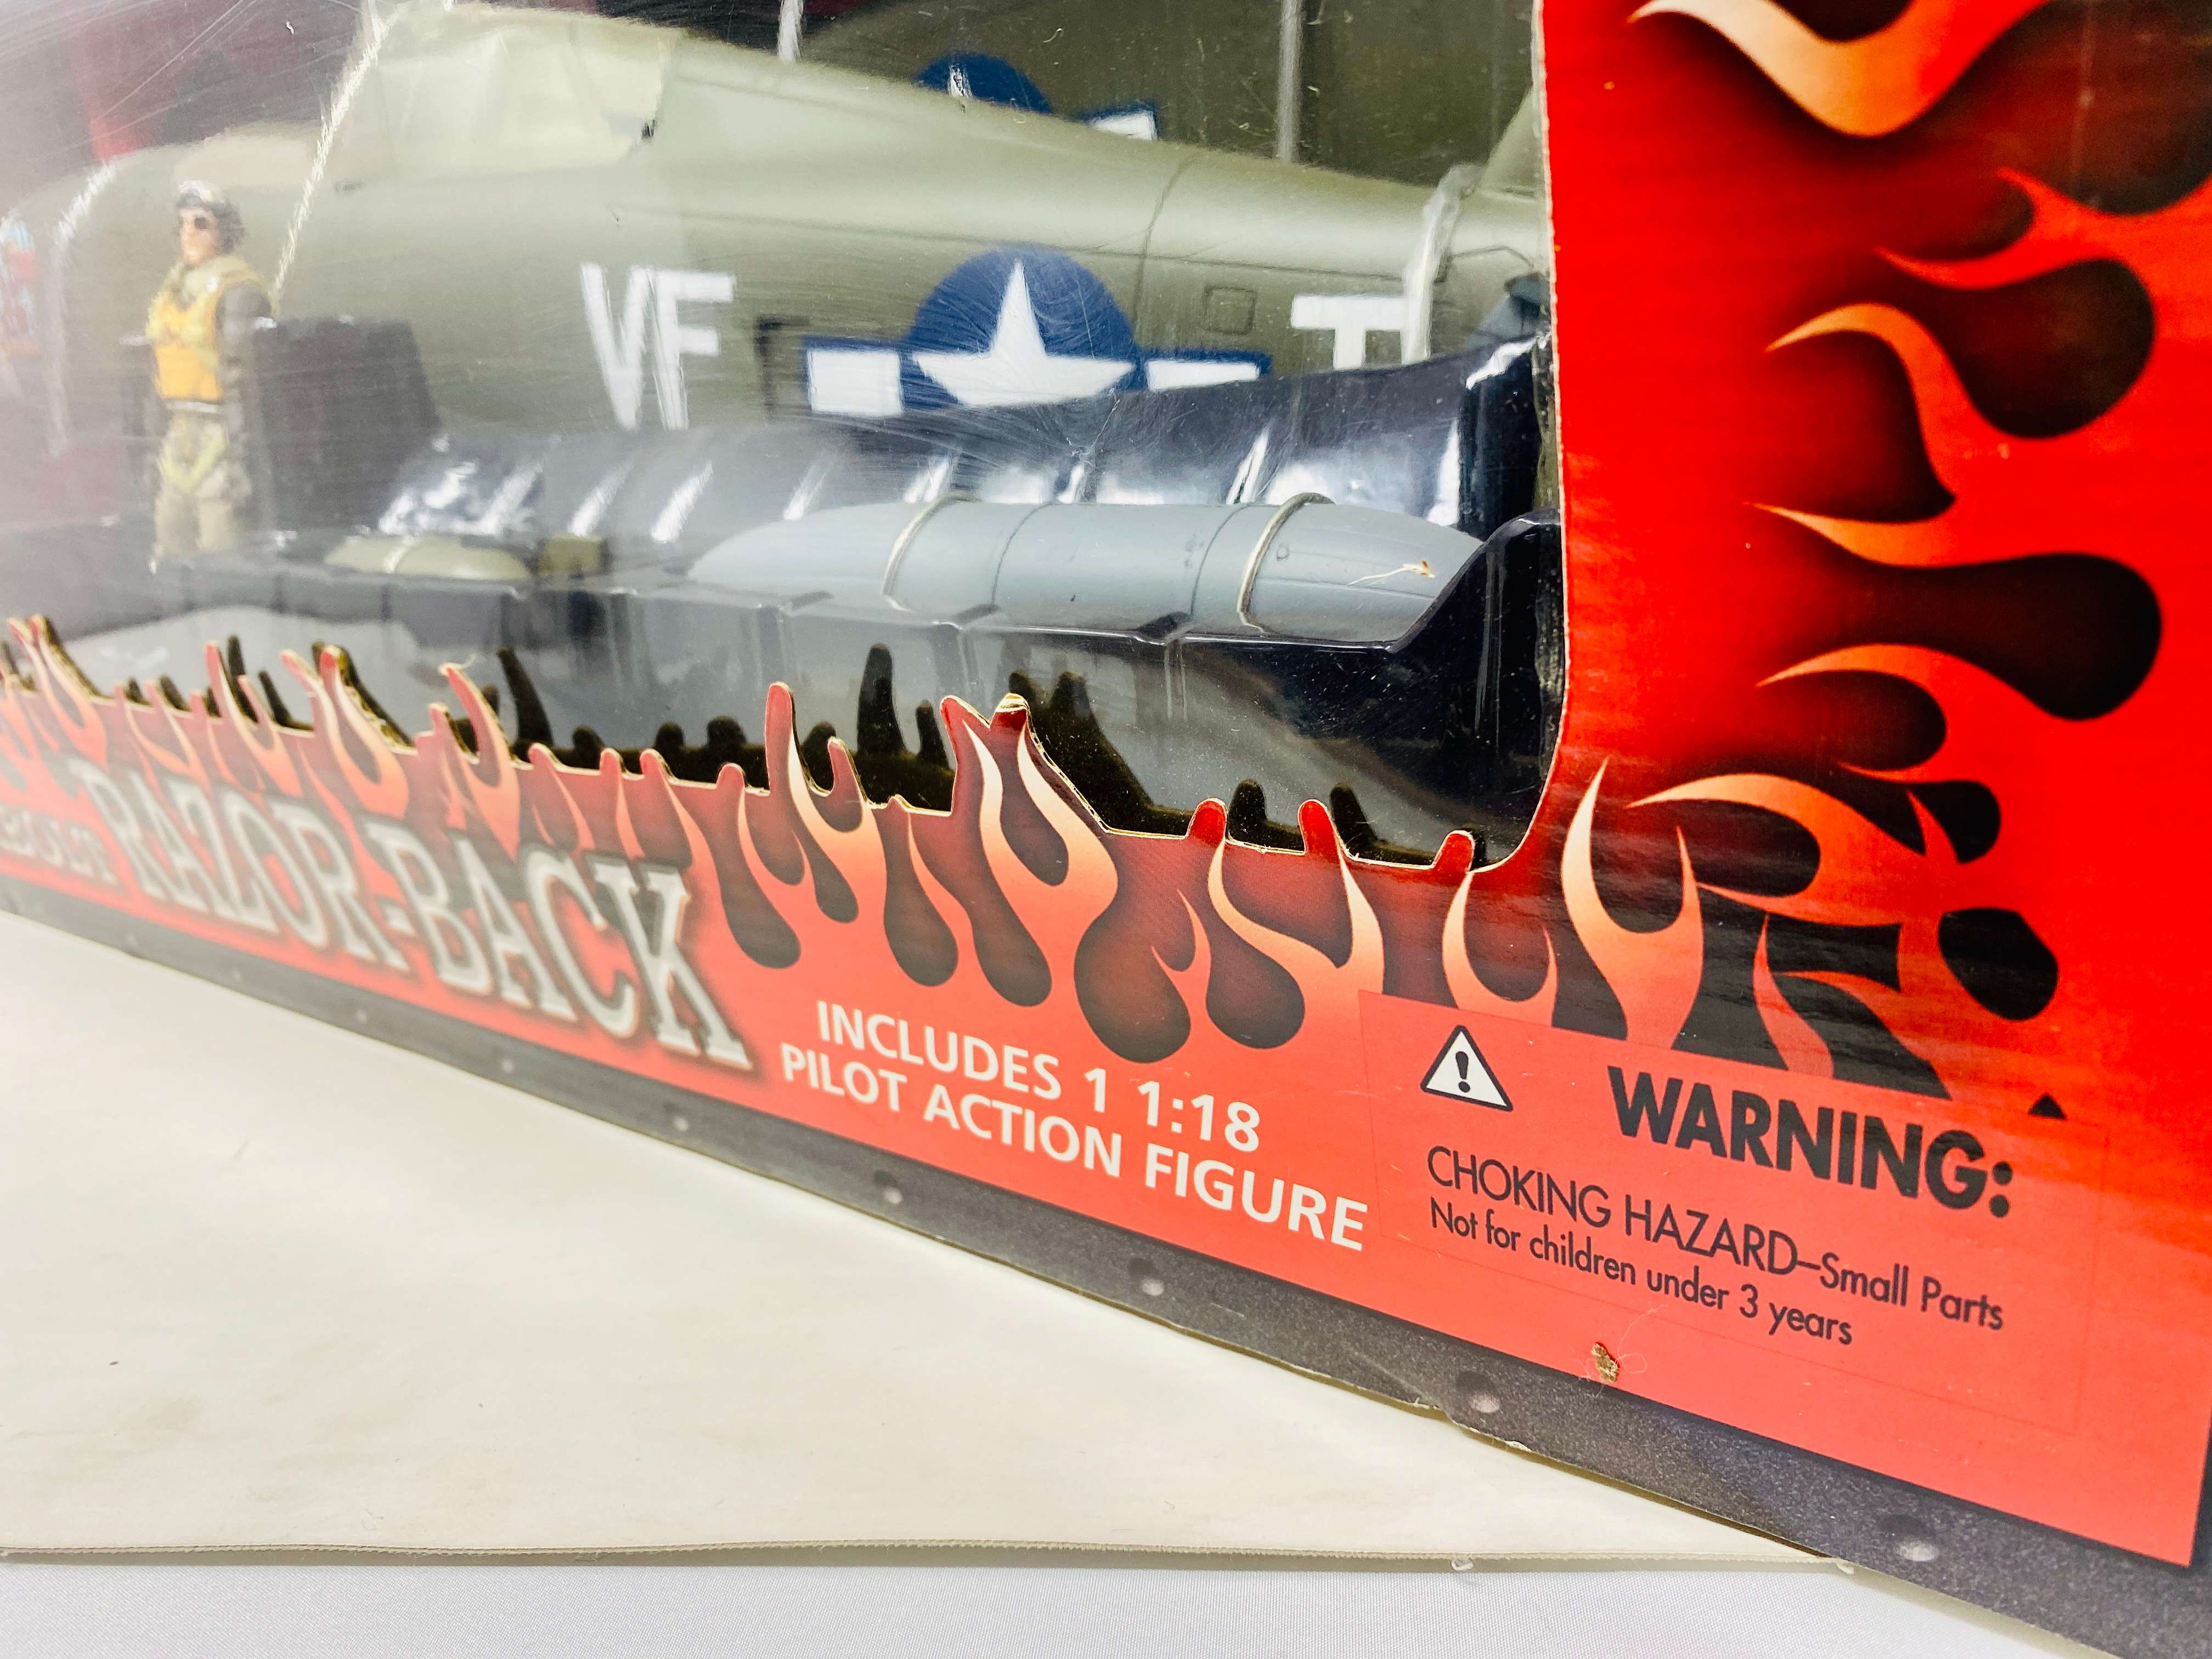 VF
T
RAZOR-BACK
INCLUDES 1 1:18
PILOT ACTION FIGURE
WARNING:
CHOKING HAZARD–Small Parts
Not for children under 3 years